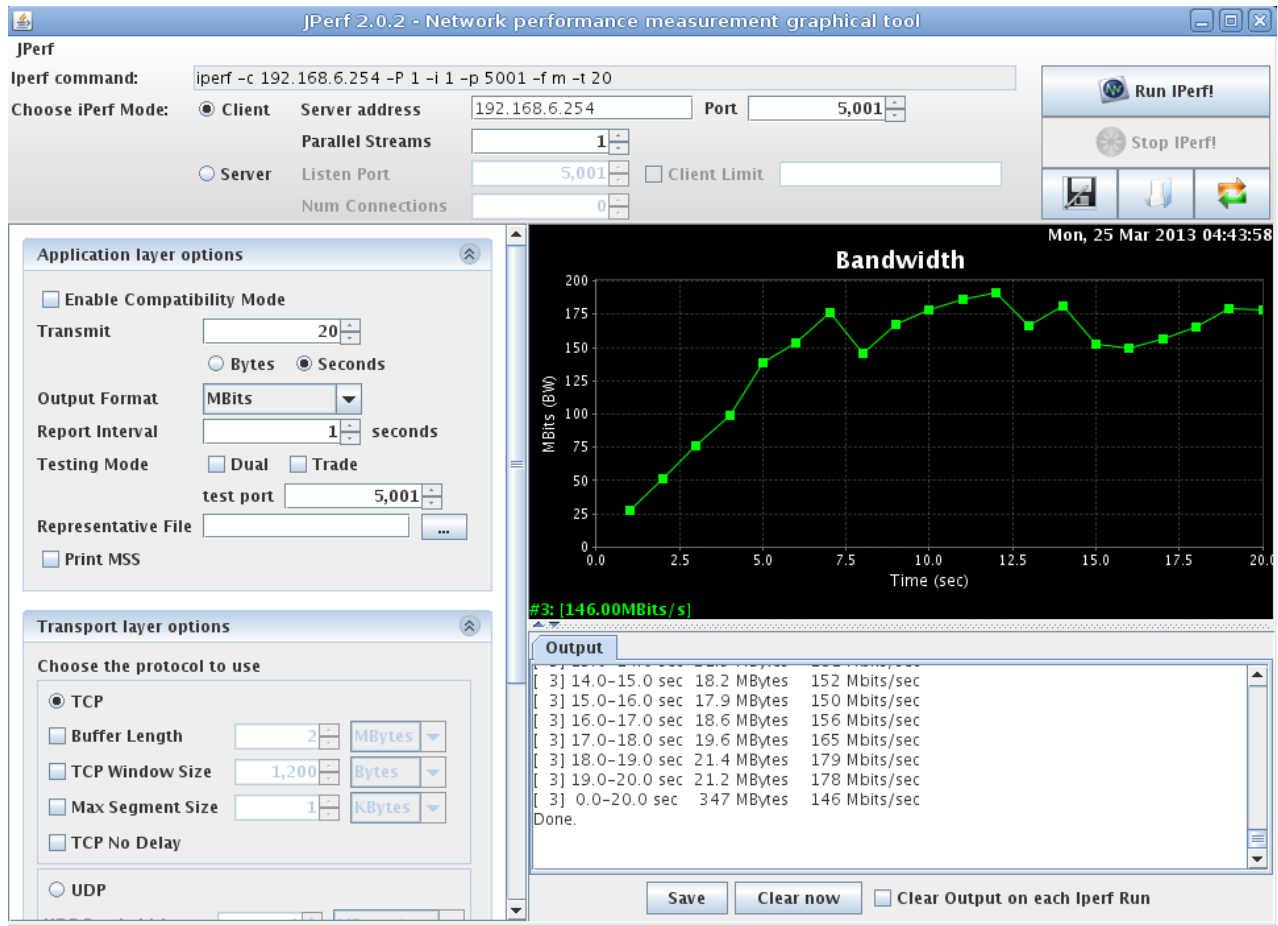 JPerf 2.0.2 - Network performance measurement graphical tool
JPerf
Iperf command: iperf -c 192.168.6.254 -P 1 -i 1 -p 5001 -f m -t 20
Run IPerf!
Choose iPerf Mode: Client Server address 192.168.6.254 Port 5,001
Parallel Streams 1
Stop IPerf!
Server Listen Port 5,001 Client Limit
Num Connections 0
Application layer options
Enable Compatibility Mode
Transmit 20
Bytes Seconds
Output Format MBits
Report Interval 1 seconds
Testing Mode Dual Trade
test port 5,001
Representative File ...
Print MSS
Transport layer options
Choose the protocol to use
TCP
Buffer Length 2 MBytes
TCP Window Size 1,200 Bytes
Max Segment Size 1 KBytes
TCP No Delay
UDP
Mon, 25 Mar 2013 04:43:58
Bandwidth
MBits (BW)
200
175
150
125
100
75
50
25
0
0.0 2.5 5.0 7.5 10.0 12.5 15.0 17.5 20.0
Time (sec)
#3: [146.00MBits/s]
Output
[ 3] 14.0-15.0 sec 18.2 MBytes 152 Mbits/sec
[ 3] 15.0-16.0 sec 17.9 MBytes 150 Mbits/sec
[ 3] 16.0-17.0 sec 18.6 MBytes 156 Mbits/sec
[ 3] 17.0-18.0 sec 19.6 MBytes 165 Mbits/sec
[ 3] 18.0-19.0 sec 21.4 MBytes 179 Mbits/sec
[ 3] 19.0-20.0 sec 21.2 MBytes 178 Mbits/sec
[ 3] 0.0-20.0 sec 347 MBytes 146 Mbits/sec
Done.
Save Clear now Clear Output on each Iperf Run